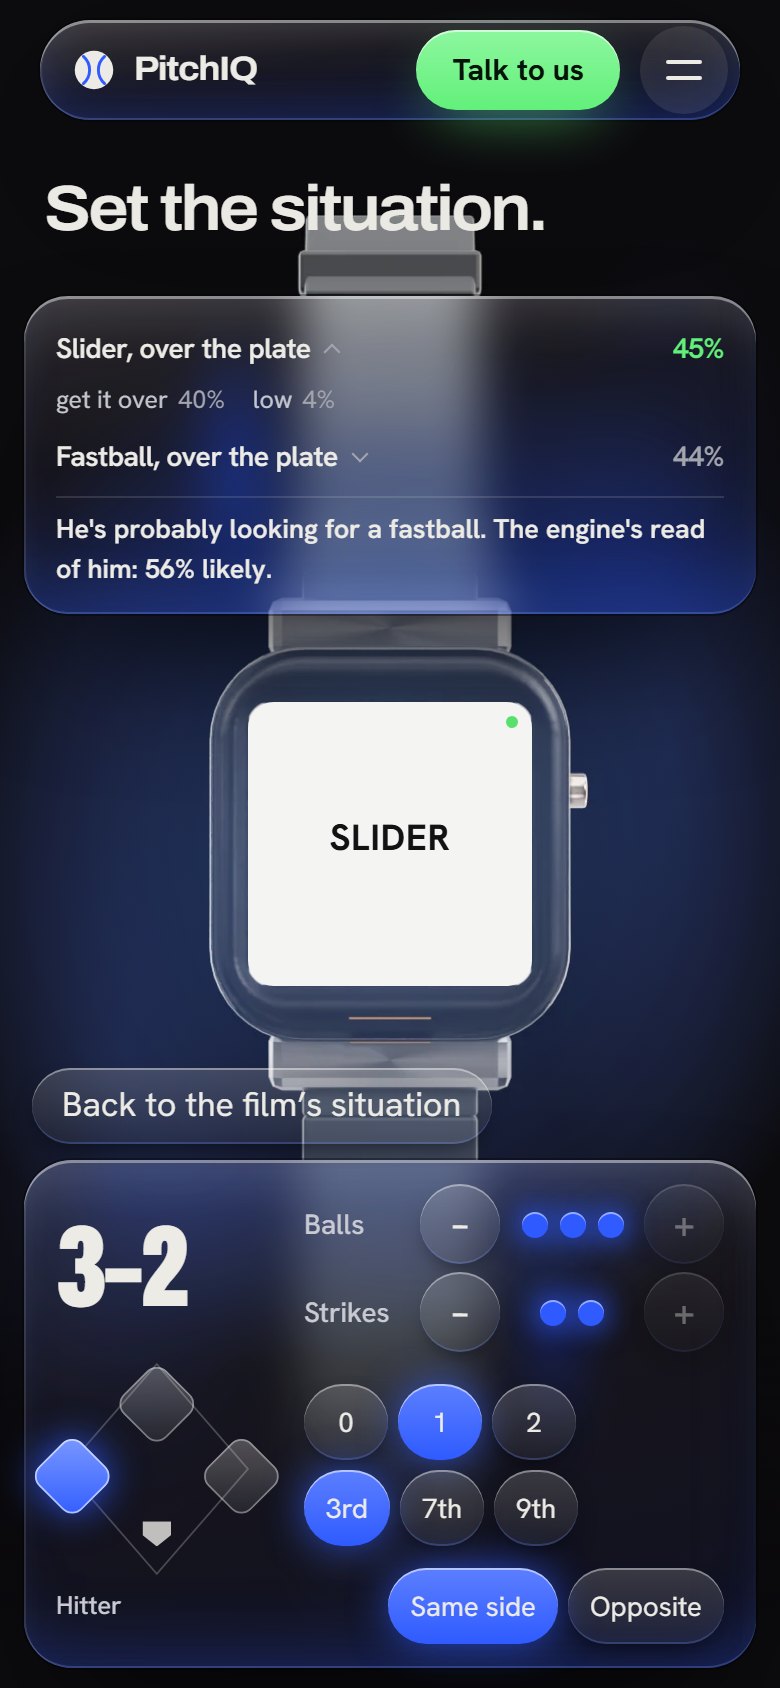 PitchIQ
Talk to us
Set the situation.
Slider, over the plate
45%
get it over 40% low 4%
Fastball, over the plate
44%
He's probably looking for a fastball. The engine's read
of him: 56% likely.
SLIDER
Back to the film’s situation
3–2
Balls
−
+
Strikes
−
+
0
1
2
3rd
7th
9th
Hitter
Same side
Opposite